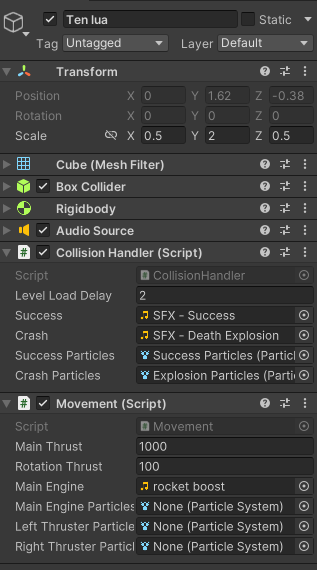 Ten lua Static
Tag Untagged Layer Default
Transform
Position X 0 Y 1.62 Z -0.38
Rotation X 0 Y 0 Z 0
Scale X 0.5 Y 2 Z 0.5
Cube (Mesh Filter)
Box Collider
Rigidbody
Audio Source
# Collision Handler (Script)
Script CollisionHandler
Level Load Delay 2
Success SFX - Success
Crash SFX - Death Explosion
Success Particles Success Particles (Partic
Crash Particles Explosion Particles (Parti
# Movement (Script)
Script Movement
Main Thrust 1000
Rotation Thrust 100
Main Engine rocket boost
Main Engine Particles None (Particle System)
Left Thruster Particl None (Particle System)
Right Thruster Particl None (Particle System)